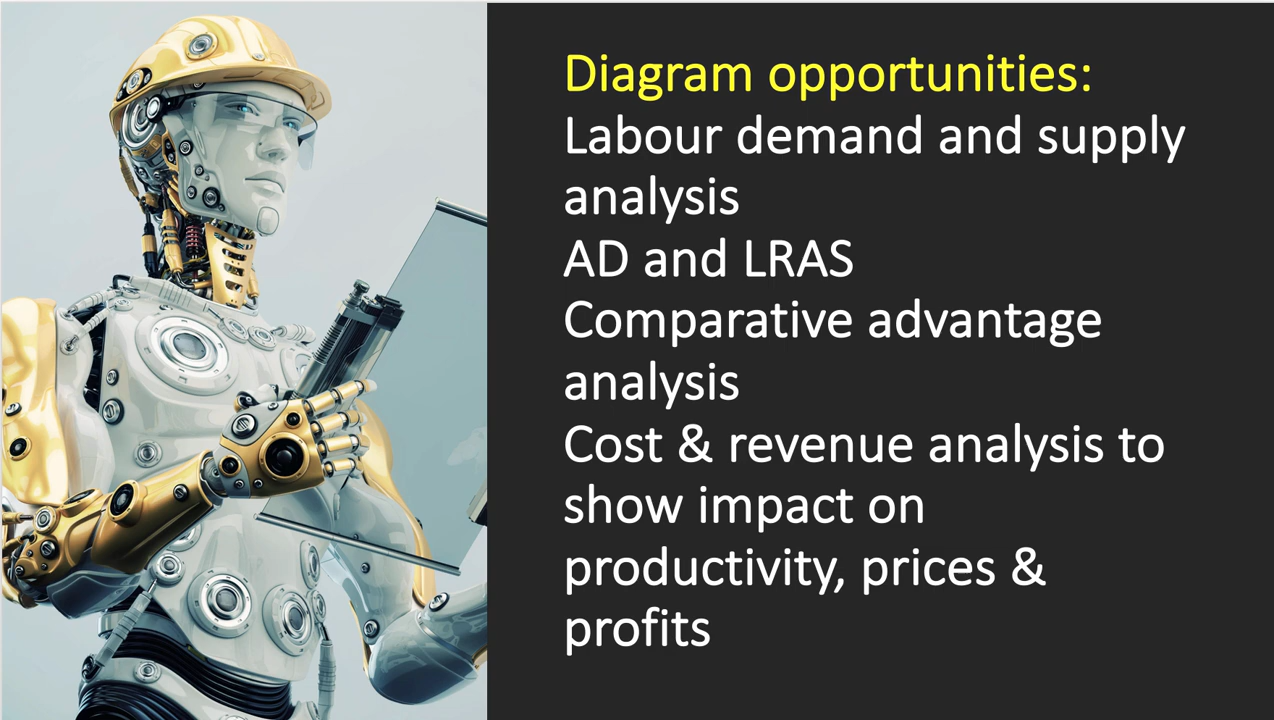 Diagram opportunities:
Labour demand and supply
analysis
AD and LRAS
Comparative advantage
analysis
Cost & revenue analysis to
show impact on
productivity, prices &
profits